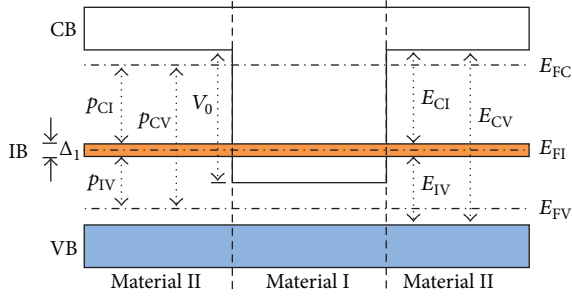 CB
E_FC
p_CI
V_0
E_CI
p_CV
E_CV
IB
Δ_1
E_FI
p_IV
E_IV
E_FV
VB
Material II
Material I
Material II